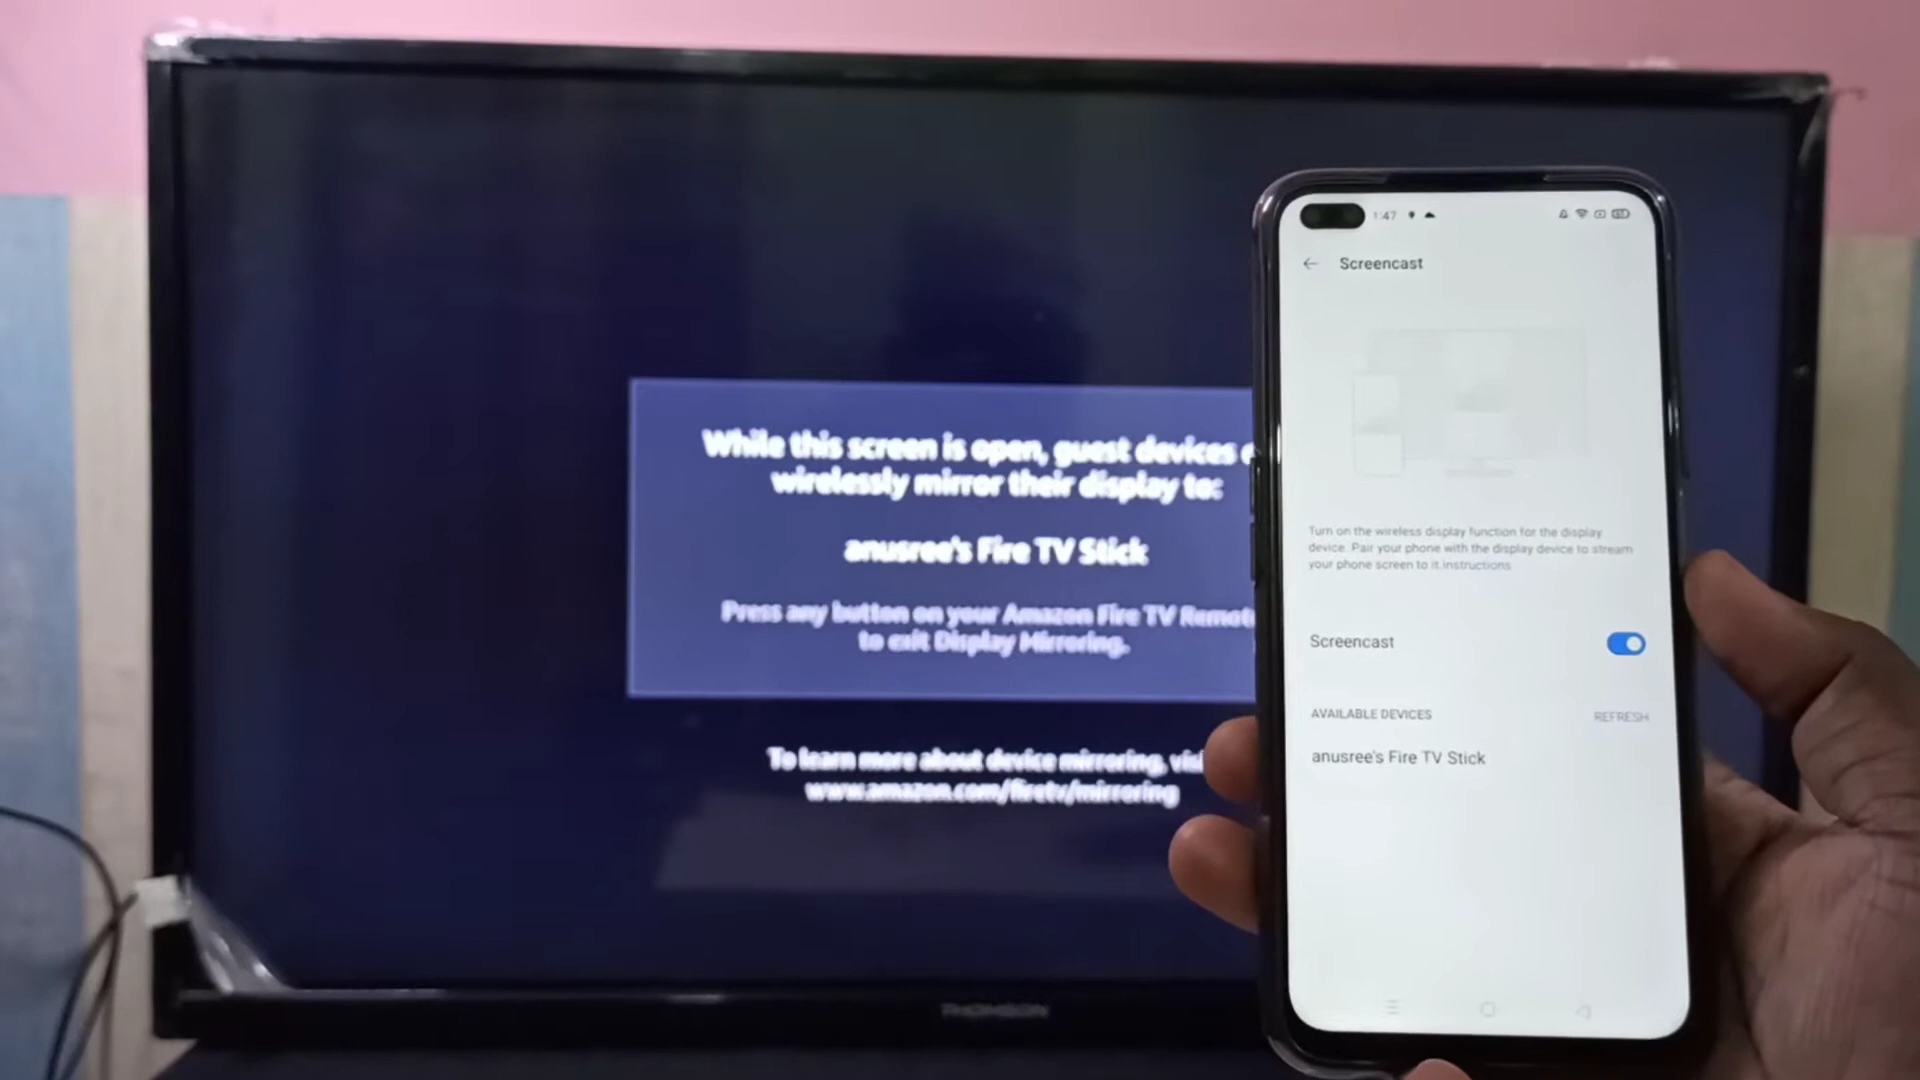 While this screen is open, guest devices
wirelessly mirror their display to:
anusree's Fire TV Stick
Press any button on your Amazon Fire TV Remote
to exit Display Mirroring.
To learn more about device mirroring,
www.amazon.com/firetv/mirroring
THOMSON
1:47
Screencast
Turn on the wireless display function for the display
device. Pair your phone with the display device to stream
your phone screen to it.instructions
Screencast
AVAILABLE DEVICES REFRESH
anusree's Fire TV Stick